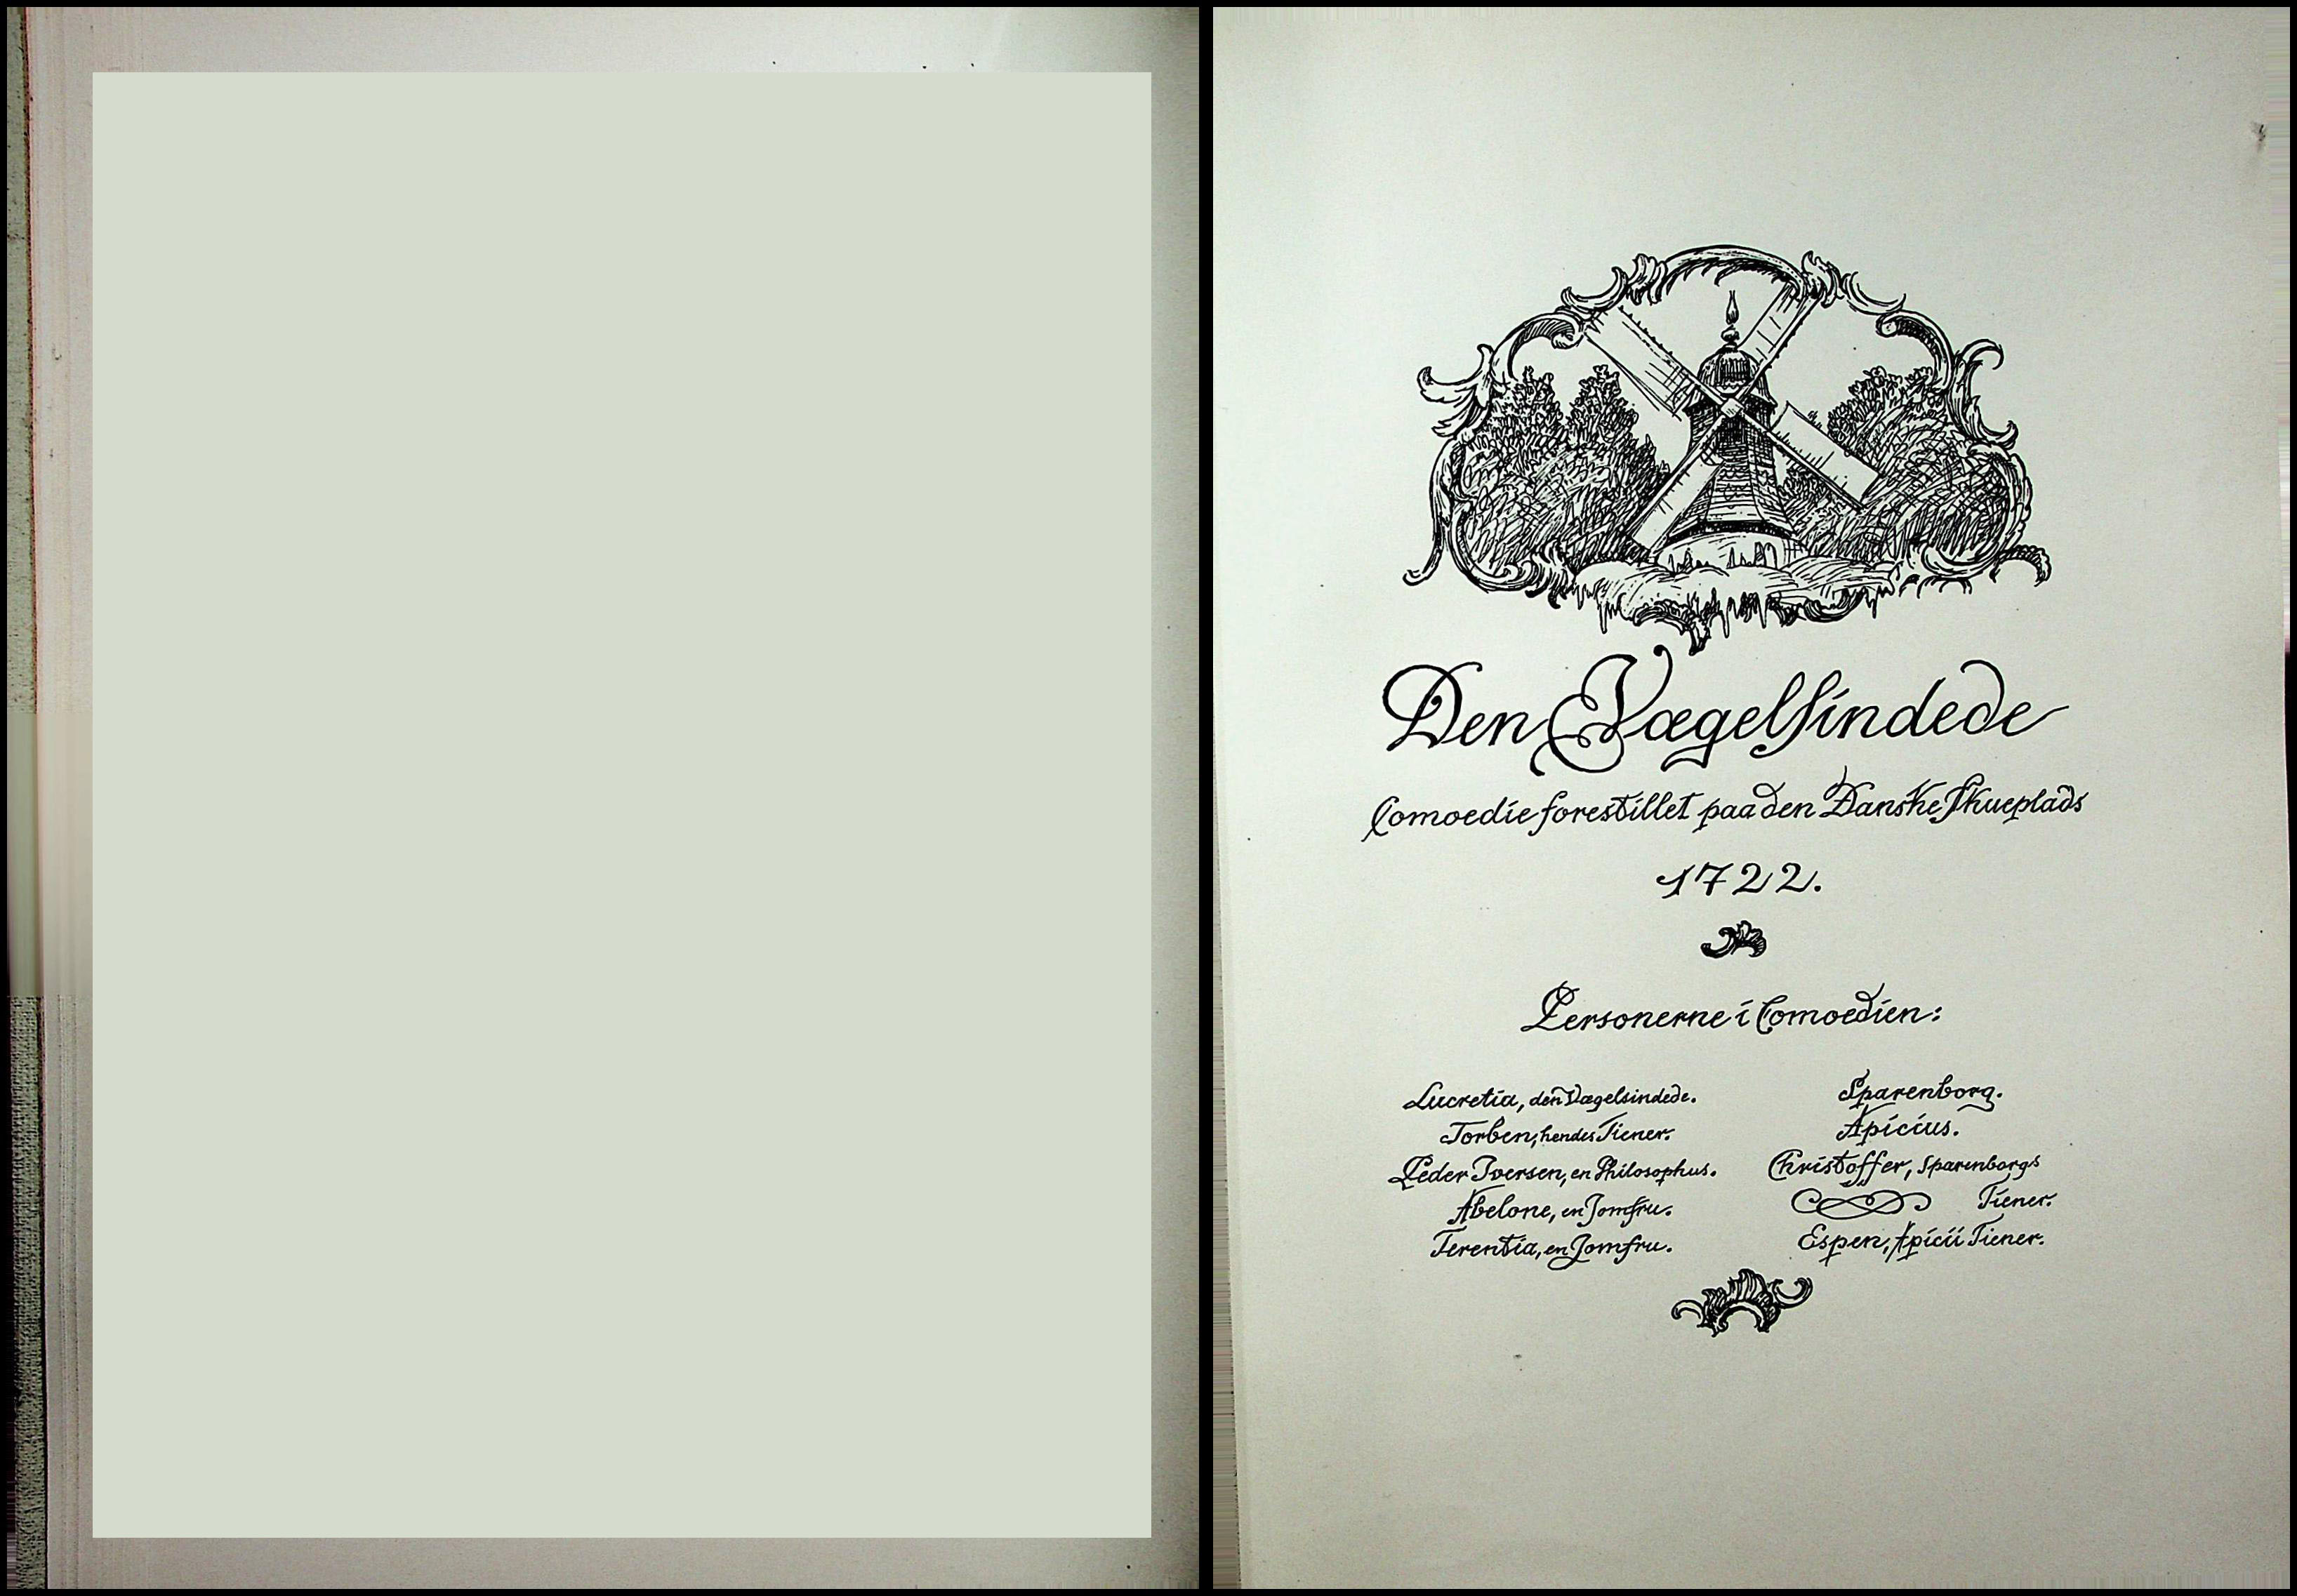 Den Vægelsindede
Comoedie forestillet paa den Danske Skueplads
1722.
Personerne i Comoedien:
Lucretia, den Vægelsindede.
Torben, hendes Tiener.
Peder Iversen, en Philosophus.
Abelone, en Jomfru.
Terentia, en Jomfru.
Sparenborg.
Apicius.
Christoffer, Sparenborgs
Tiener.
Espen, Apicii Tiener.